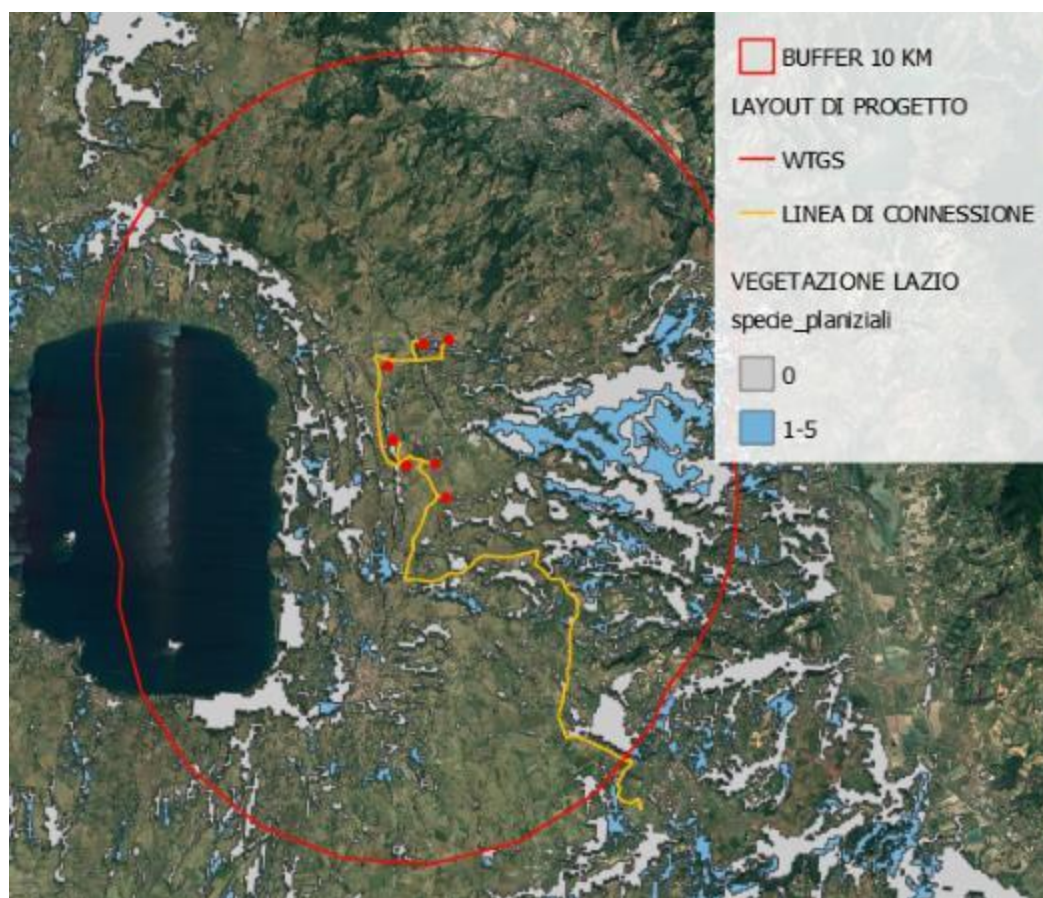 BUFFER 10 KM
LAYOUT DI PROGETTO
WTGS
LINEA DI CONNESSIONE
VEGETAZIONE LAZIO
specie_planiziali
0
1-5